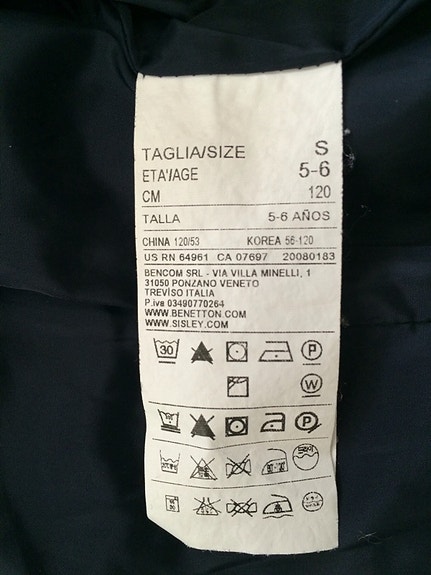 TAGLIA/SIZE S
ETA'/AGE 5-6
CM 120
TALLA 5-6 AÑOS
CHINA 120/53 KOREA 56-120
US RN 64961 CA 07697 20080183
BENCOM SRL - VIA VILLA MINELLI, 1
31050 PONZANO VENETO
TREVISO ITALIA
P.iva 03490770264
WWW.BENETTON.COM
WWW.SISLEY.COM
30 P
W
P